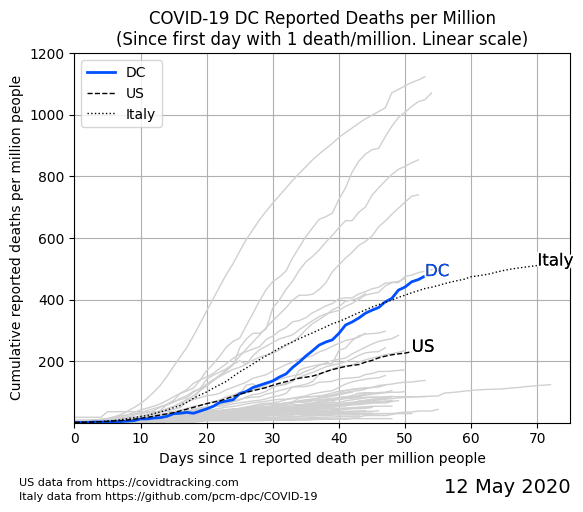 COVID-19 DC Reported Deaths per Million
(Since first day with 1 death/million. Linear scale)
Cumulative reported deaths per million people
1200
1000
800
600
400
200
DC
US
Italy
Italy
DC
US
0 10 20 30 40 50 60 70
Days since 1 reported death per million people
US data from https://covidtracking.com
Italy data from https://github.com/pcm-dpc/COVID-19
12 May 2020